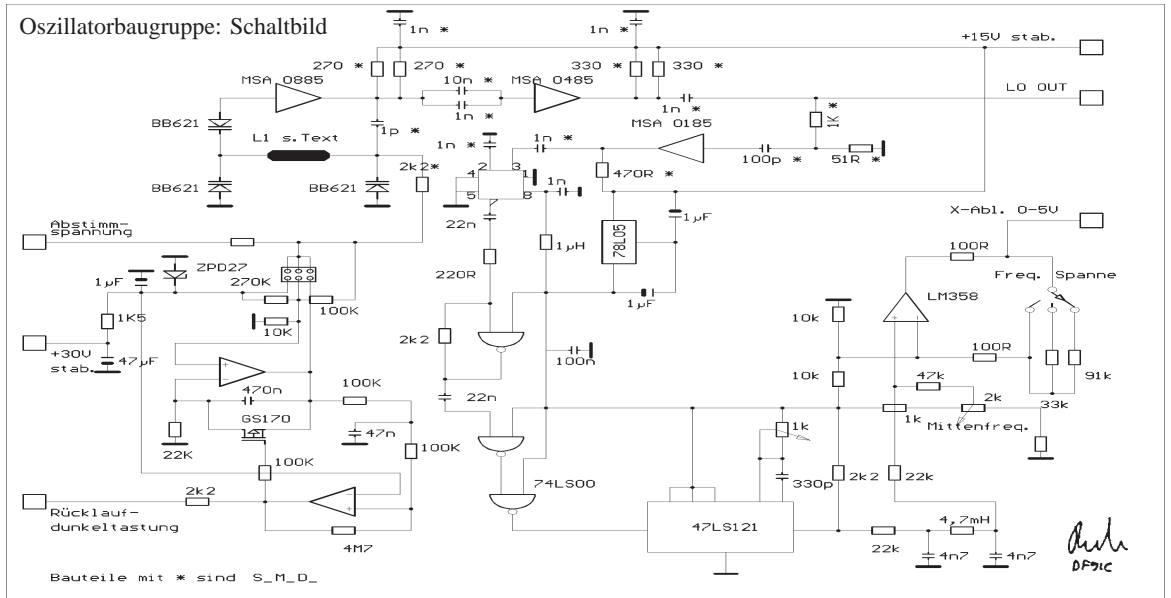 Oszillatorbaugruppe: Schaltbild
1n *
1n *
+15V stab.
270 *
270 *
330 *
330 *
MSA 0885
10n *
MSA 0485
1n *
1n *
LO OUT
BB621
L1 s.Text
1p *
MSA 0185
1K *
BB621
BB621
2k2*
1n *
1n *
100p *
51R *
2
3
4
1
5
8
470R *
1n
Abstimm-
spannung
22n
1µH
78L05
1µF
X-Abl. 0-5V
100R
ZPD27
1µF
270K
100K
220R
1µF
LM358
Freq. Spanne
1K5
10K
10k
+30V
stab.
47µF
2k2
100n
100R
91k
33k
470n
100K
22n
10k
47k
2k
GS170
1k
1k
Mittenfreq.
22K
47n
100K
100K
330p
2k2
22k
2k2
74LS00
Rücklauf-
dunkeltastung
4M7
47LS121
22k
4,7mH
4n7
4n7
DF9IC
Bauteile mit * sind S_M_D_